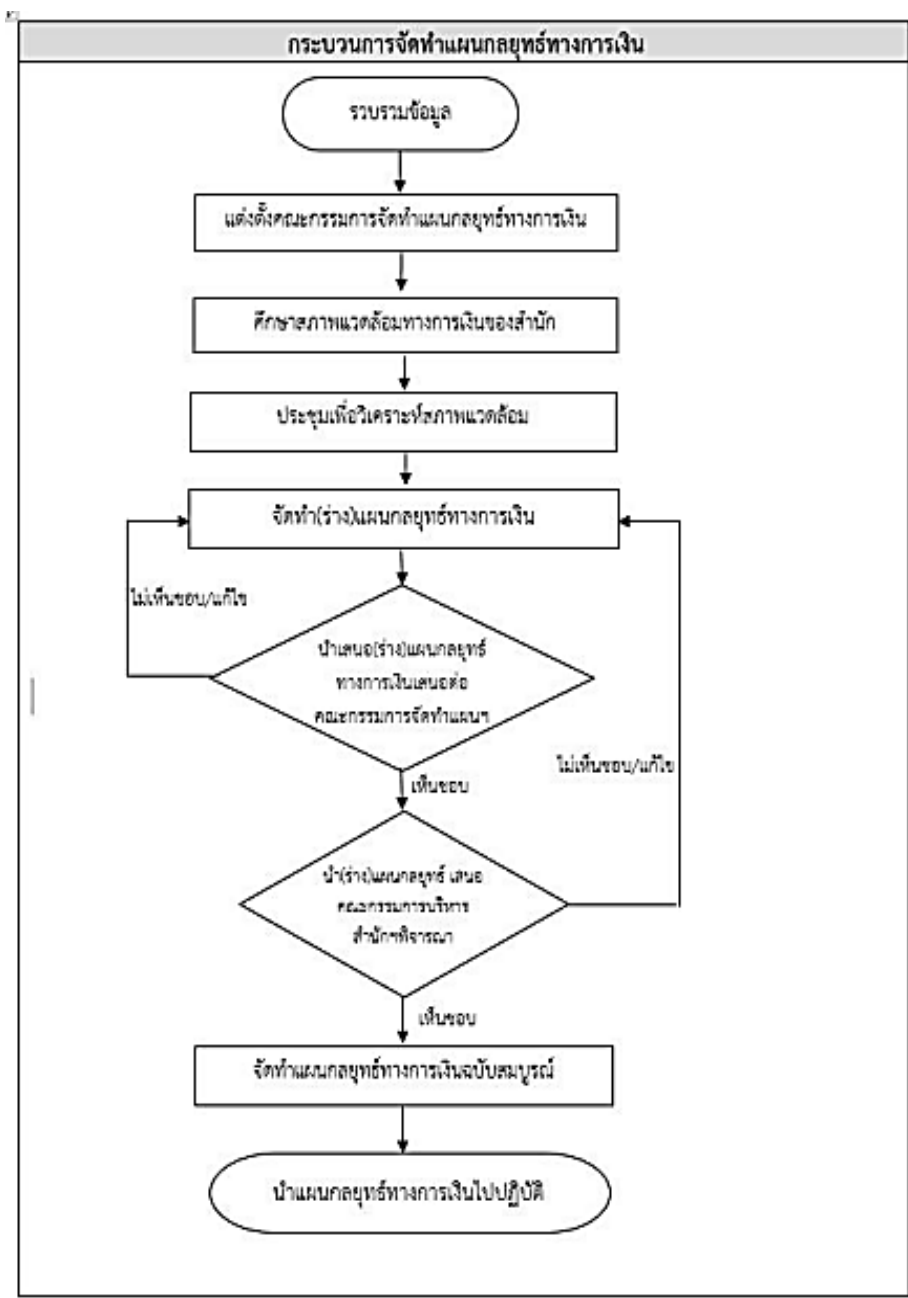 กระบวนการจัดทำแผนกลยุทธ์ทางการเงิน
รวบรวมข้อมูล
แต่งตั้งคณะกรรมการจัดทำแผนกลยุทธ์ทางการเงิน
ศึกษาสภาพแวดล้อมทางการเงินของสำนัก
ประชุมเพื่อวิเคราะห์สภาพแวดล้อม
จัดทำ(ร่าง)แผนกลยุทธ์ทางการเงิน
ไม่เห็นชอบ/แก้ไข
นำเสนอ(ร่าง)แผนกลยุทธ์
ทางการเงินเสนอต่อ
คณะกรรมการจัดทำแผนฯ
ไม่เห็นชอบ/แก้ไข
เห็นชอบ
นำ(ร่าง)แผนกลยุทธ์ เสนอ
คณะกรรมการบริหาร
สำนักฯพิจารณา
เห็นชอบ
จัดทำแผนกลยุทธ์ทางการเงินฉบับสมบูรณ์
นำแผนกลยุทธ์ทางการเงินไปปฏิบัติ